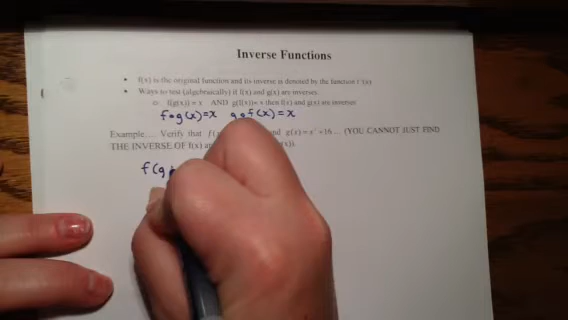 Inverse Functions
• f(x) is the original function and its inverse is denoted by the function f⁻¹(x)
• Ways to test (algebraically) if f(x) and g(x) are inverses
o f(g(x)) = x AND g(f(x)) = x then f(x) and g(x) are inverses
f∘g(x)=x g∘f(x)=x
Example.... Verify that and g(x) = +16 ... (YOU CANNOT JUST FIND
THE INVERSE OF f(x)
f(g